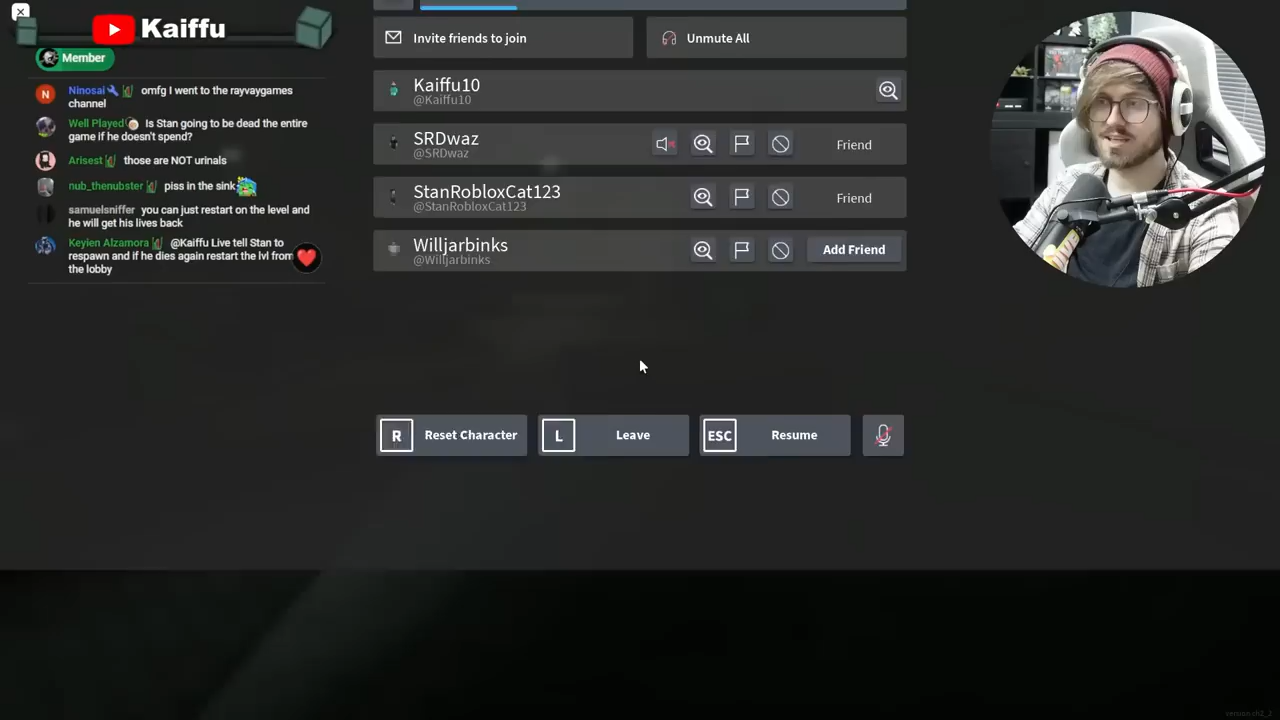 Kaiffu
Member
Ninosai omfg I went to the rayvaygames
channel
Well Played Is Stan going to be dead the entire
game if he doesn't spend?
Arisest those are NOT urinals
nub_thenubster piss in the sink
samuelsniffer you can just restart on the level and
he will get his lives back
Keyien Alzamora @Kaiffu Live tell Stan to
respawn and if he dies again restart the lvl from
the lobby
Invite friends to join
Unmute All
Kaiffu10
@Kaiffu10
SRDwaz
@SRDwaz
Friend
StanRobloxCat123
@StanRobloxCat123
Friend
Willjarbinks
@Willjarbinks
Add Friend
R Reset Character
L Leave
ESC Resume